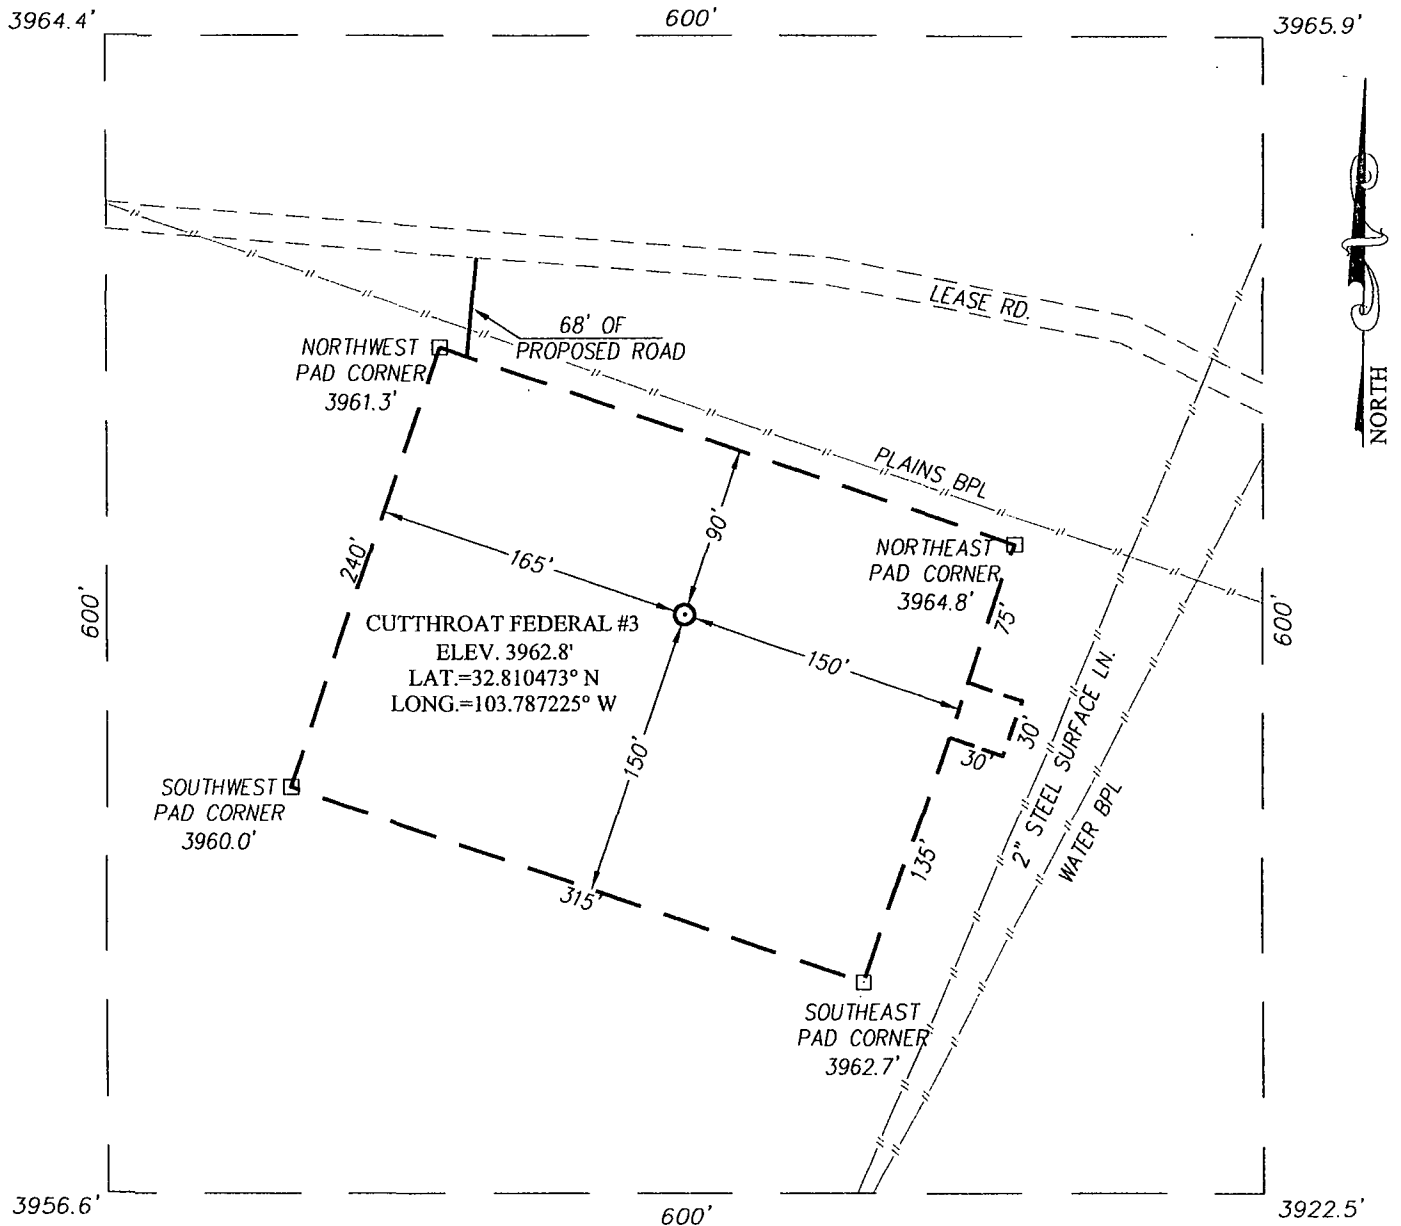 3964.4'
600'
3965.9'
NORTH
LEASE RD.
68' OF
PROPOSED ROAD
NORTHWEST
PAD CORNER
3961.3'
PLAINS BPL
90'
NORTHEAST
PAD CORNER
3964.8'
165'
240'
75'
600'
600'
CUTTHROAT FEDERAL #3
ELEV. 3962.8'
LAT.=32.810473° N
LONG.=103.787225° W
150'
30'
30'
150'
2" STEEL SURFACE LN.
WATER BPL
SOUTHWEST
PAD CORNER
3960.0'
135'
315'
SOUTHEAST
PAD CORNER
3962.7'
3956.6'
600'
3922.5'